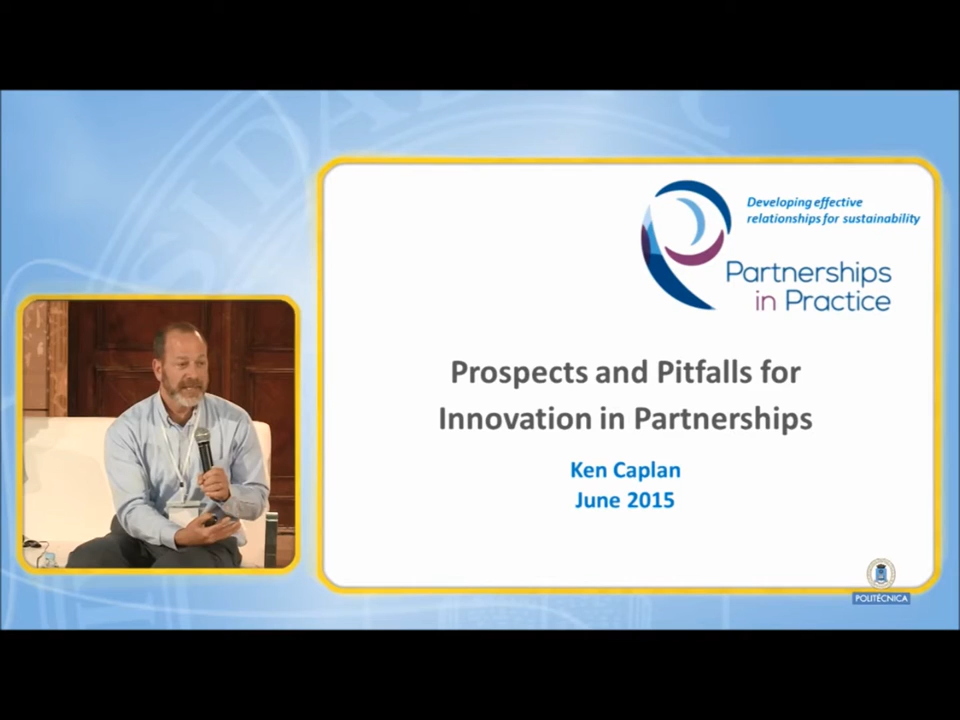 Developing effective
relationships for sustainability
Partnerships
in Practice
Prospects and Pitfalls for
Innovation in Partnerships
Ken Caplan
June 2015
POLITÉCNICA